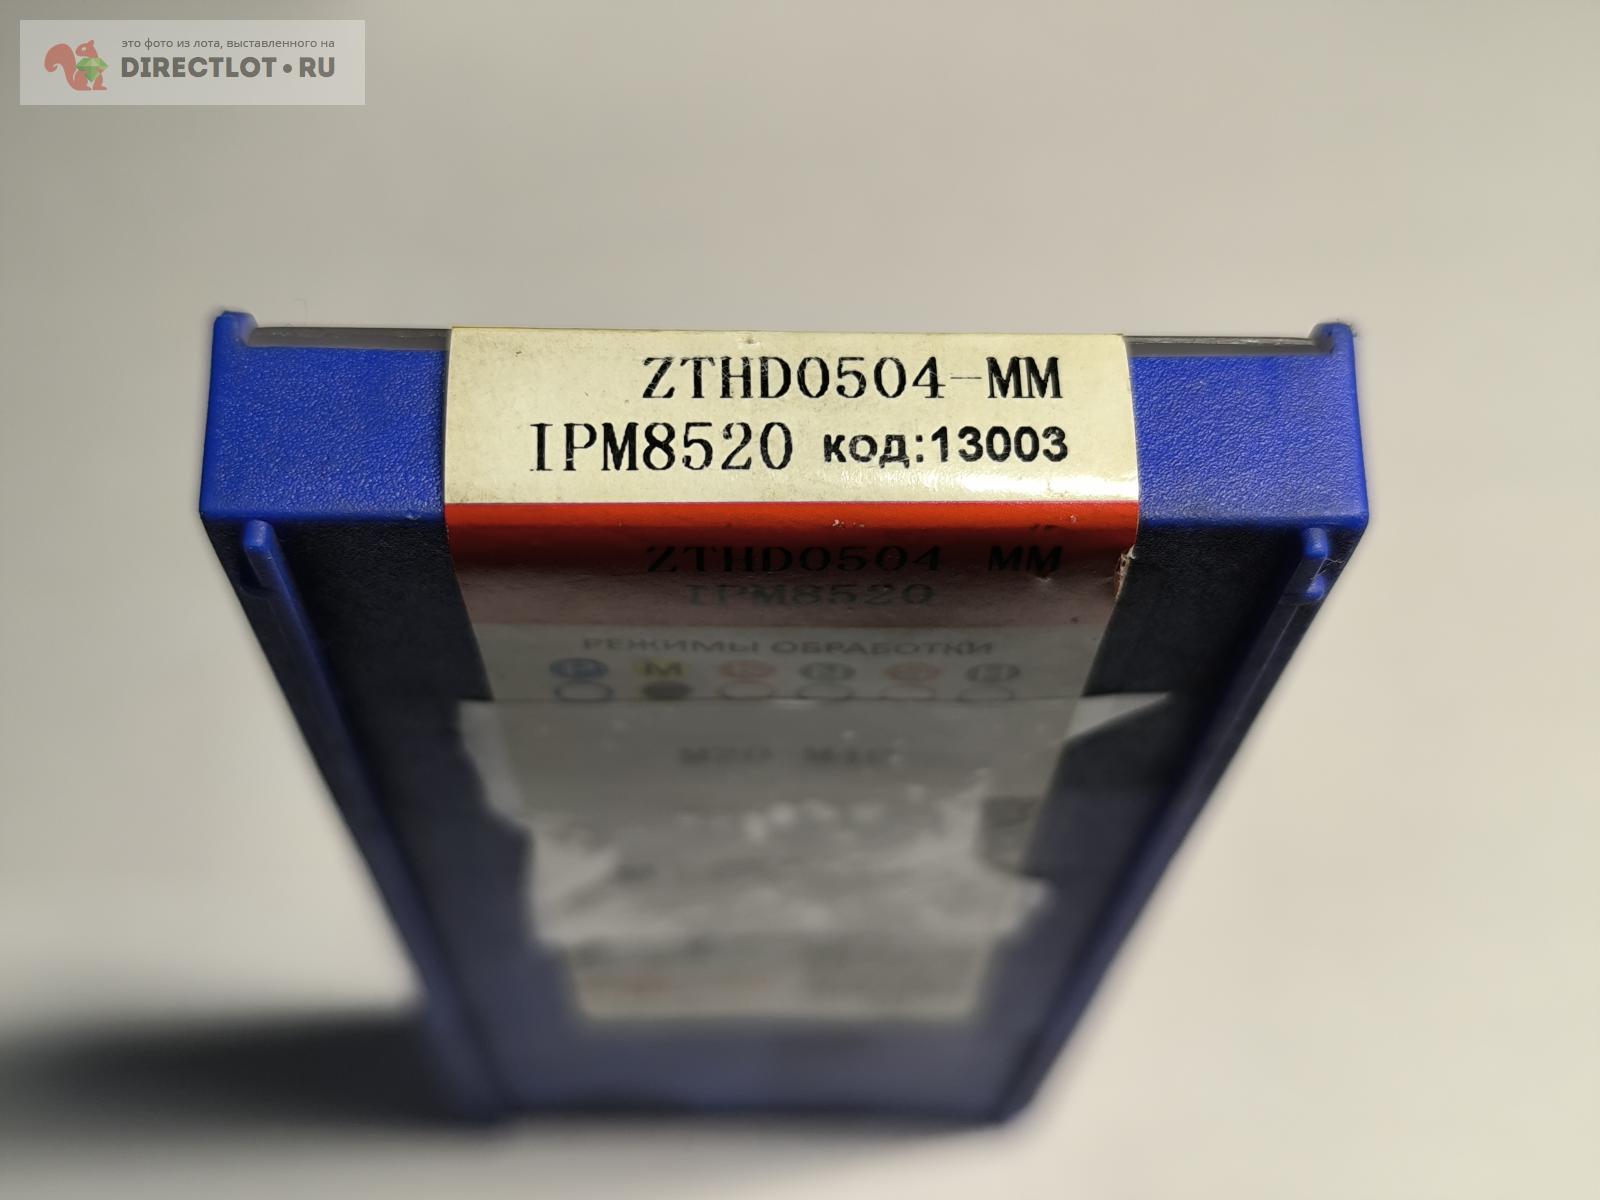 это фото из лота, выставленного на
DIRECTLOT•RU
ZTHD0504-MM
IPM8520 код:13003
ZTHD0504 MM
IPM8520
РЕЖИМЫ ОБРАБОТКИ
P M